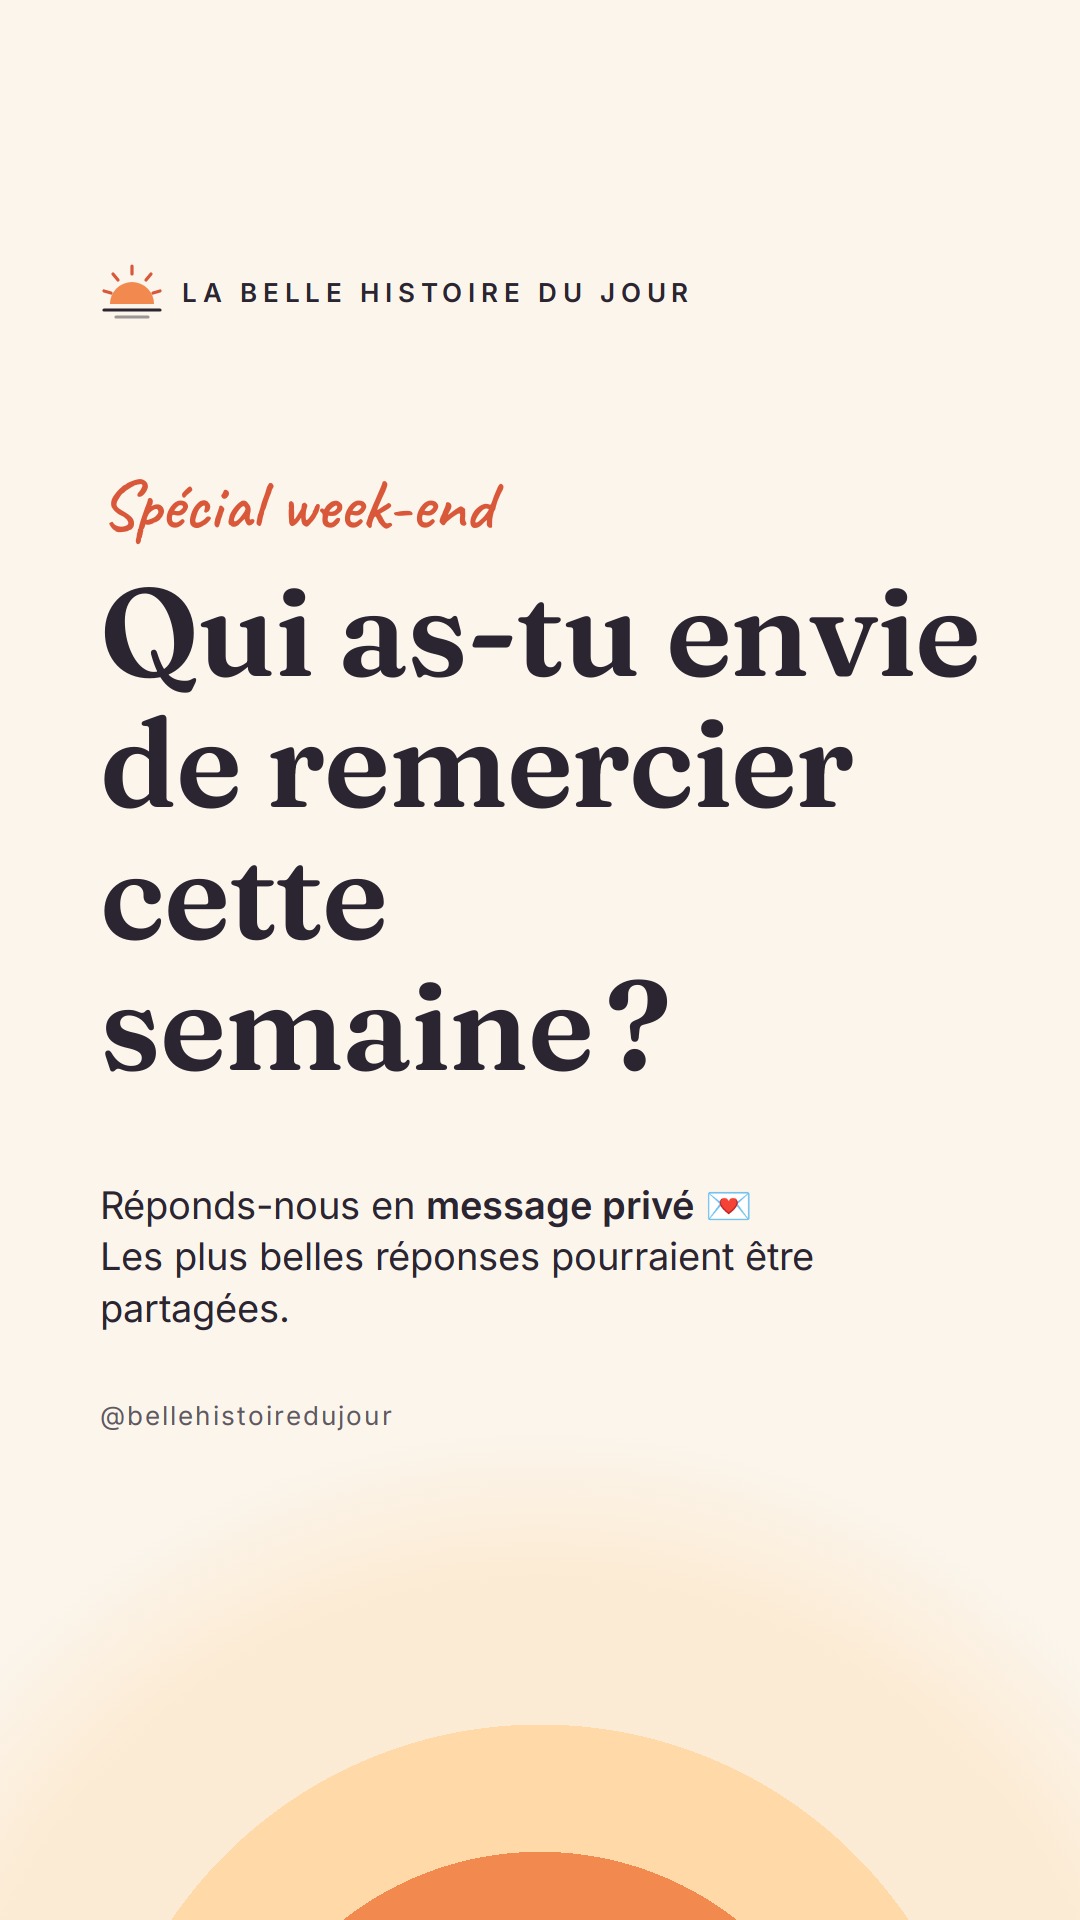 LA BELLE HISTOIRE DU JOUR
Spécial week-end
Qui as-tu envie
de remercier
cette
semaine ?
Réponds-nous en message privé 💌
Les plus belles réponses pourraient être
partagées.
@bellehistoiredujour